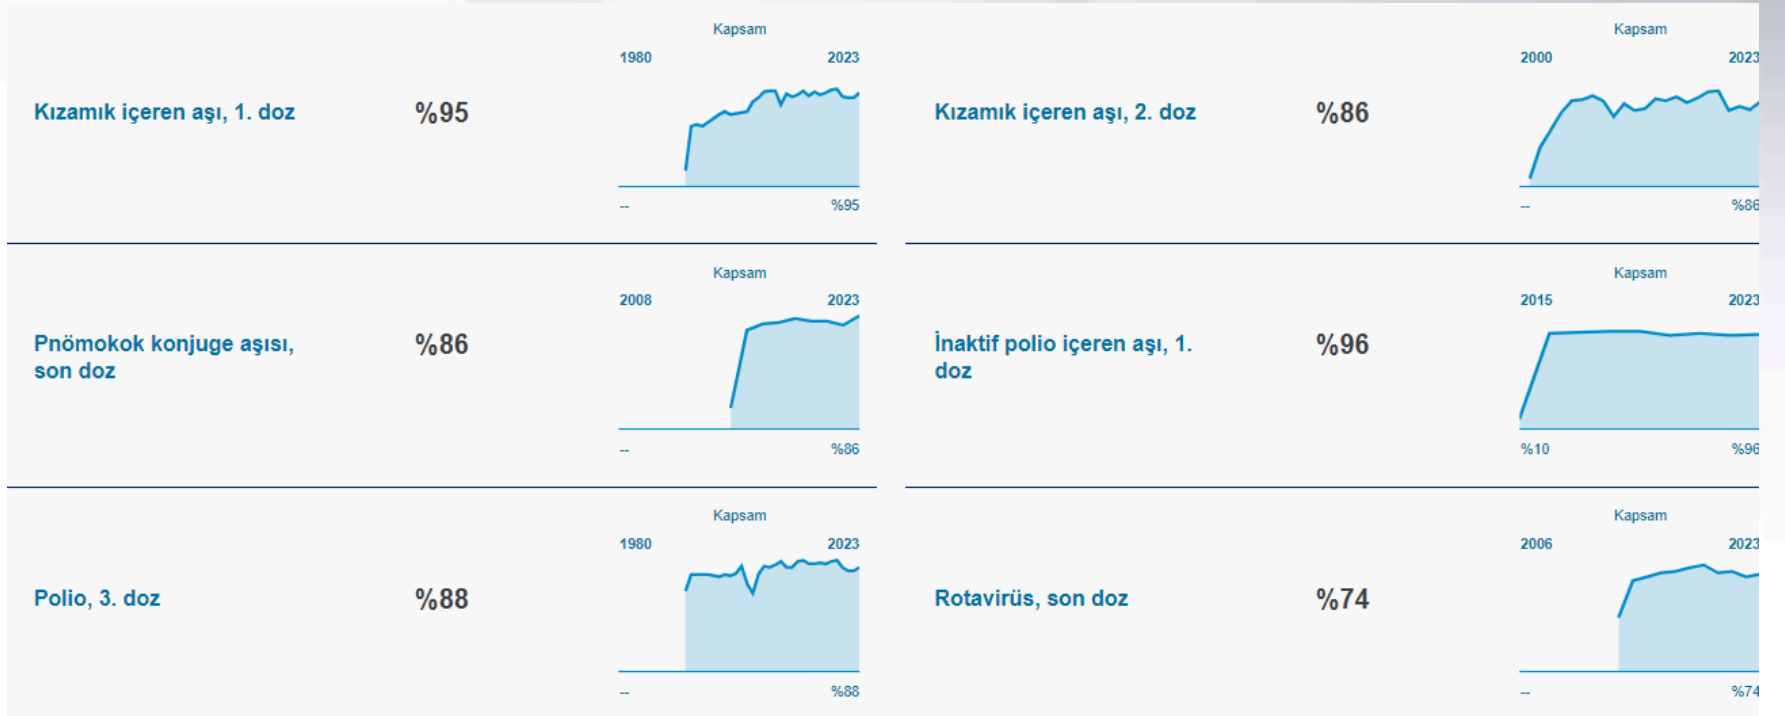 Kapsam
1980 2023
Kızamık içeren aşı, 1. doz %95
-- %95
Kapsam
2000 2023
Kızamık içeren aşı, 2. doz %86
-- %86
Kapsam
2008 2023
Pnömokok konjuge aşısı, %86
son doz
-- %86
Kapsam
2015 2023
İnaktif polio içeren aşı, 1. %96
doz
%10 %96
Kapsam
1980 2023
Polio, 3. doz %88
-- %88
Kapsam
2006 2023
Rotavirüs, son doz %74
-- %74